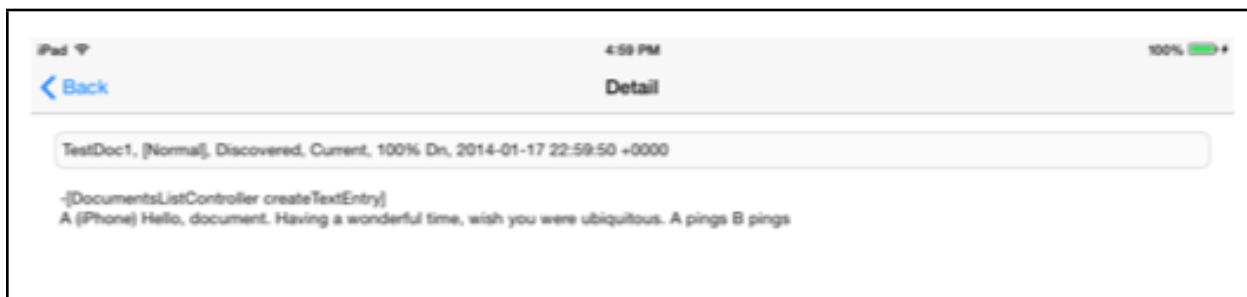 iPad 4:59 PM 100%
Back Detail
TestDoc1, [Normal], Discovered, Current, 100% Dn, 2014-01-17 22:59:50 +0000
-[DocumentsListController createTextEntry]
A (iPhone) Hello, document. Having a wonderful time, wish you were ubiquitous. A pings B pings